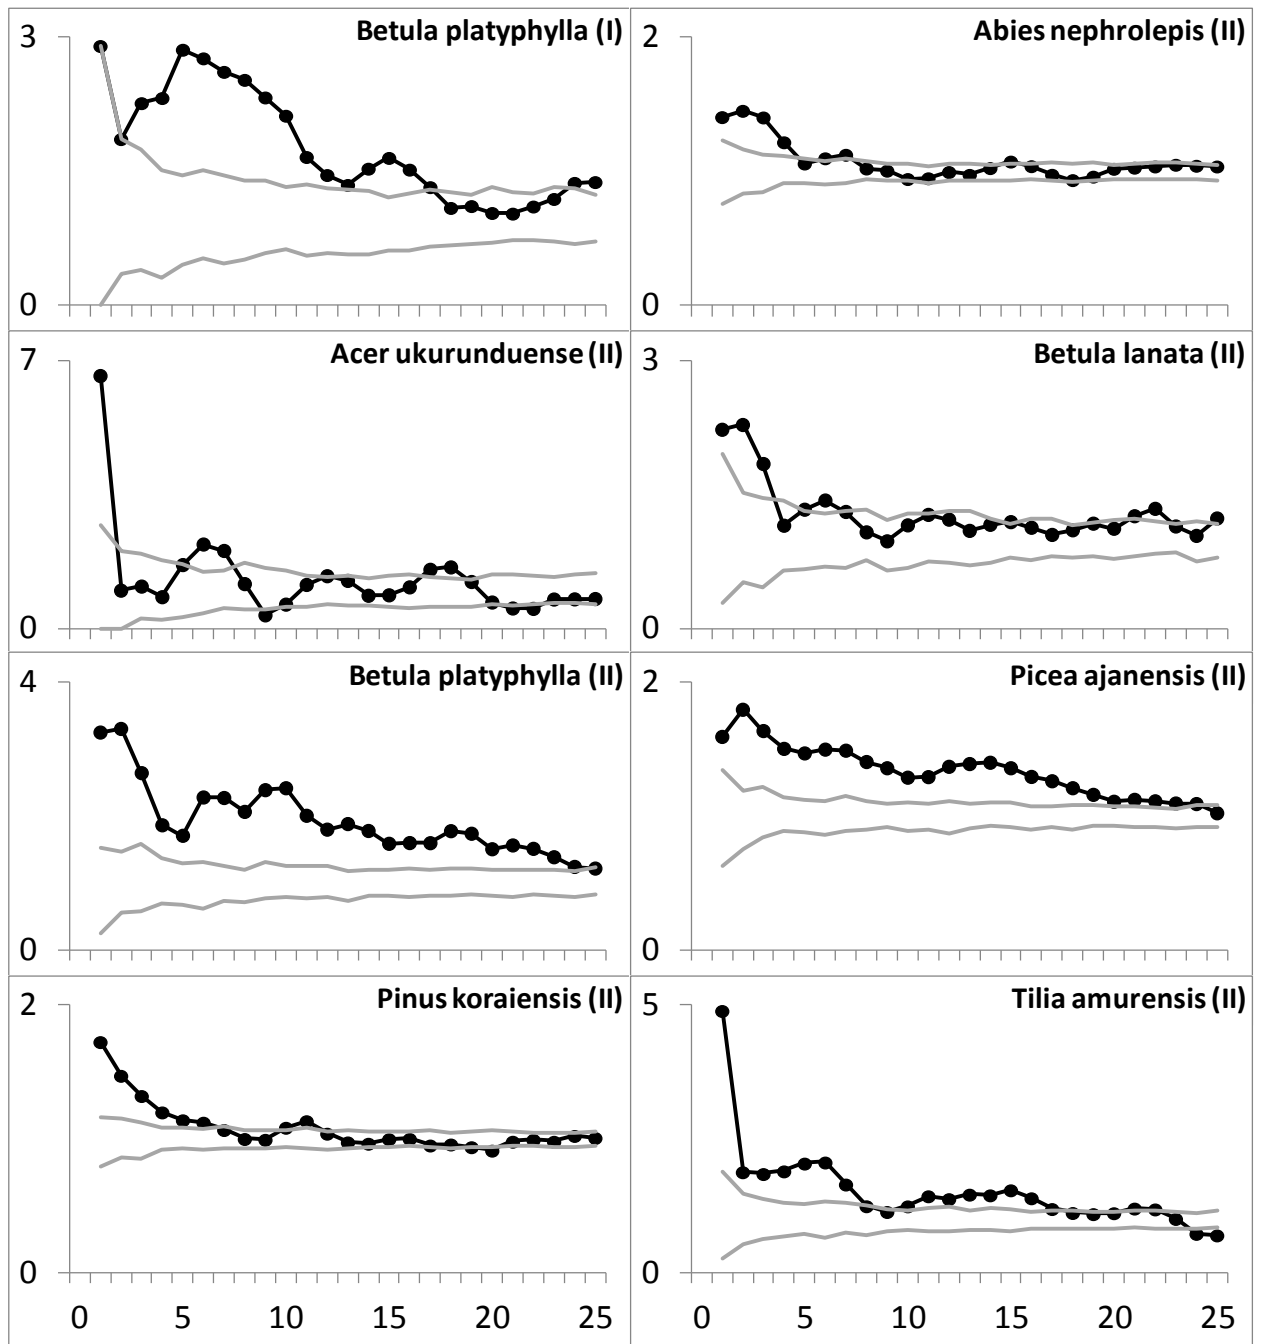 Betula platyphylla (I)
3
0
Abies nephrolepis (II)
2
0
Acer ukurunduense (II)
7
0
Betula lanata (II)
3
0
Betula platyphylla (II)
4
0
Picea ajanensis (II)
2
0
Pinus koraiensis (II)
2
0
0 5 10 15 20 25
Tilia amurensis (II)
5
0
0 5 10 15 20 25